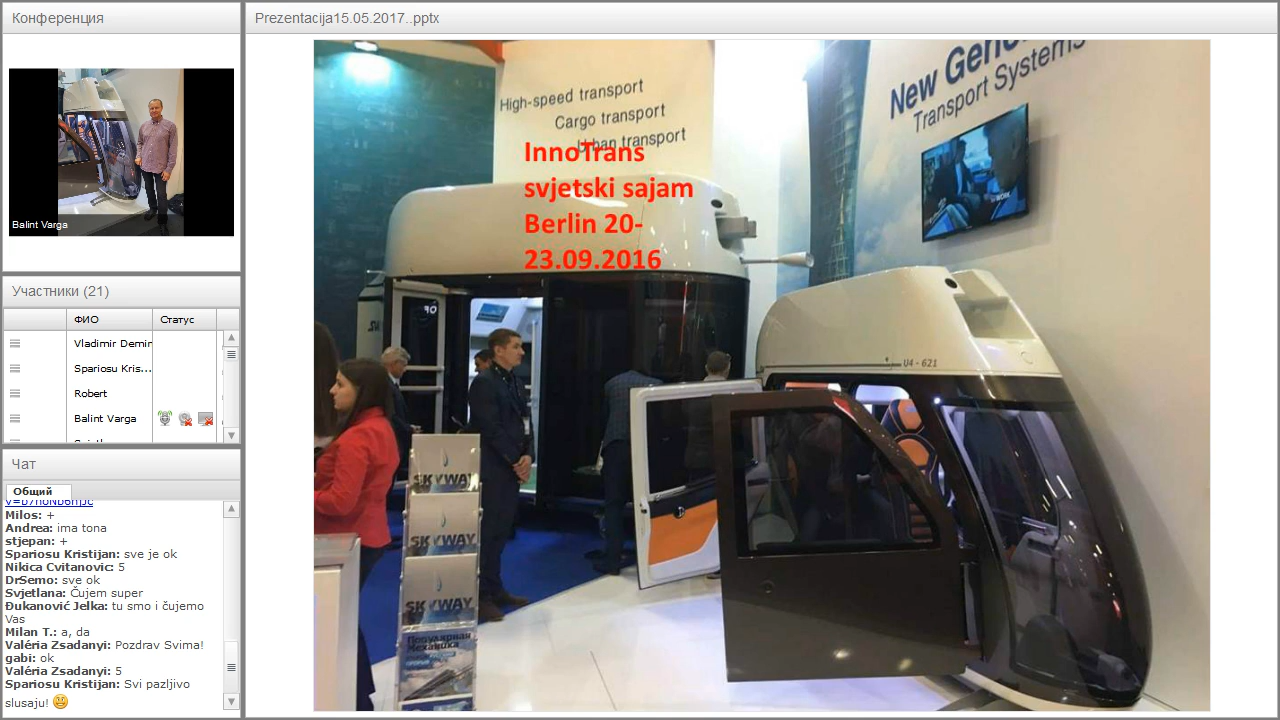 Конференция
Balint Varga
Участники (21)
ФИО
Статус
Vladimir Demin
Spariosu Kris...
Robert
Balint Varga
Чат
Общий
Milos: +
Andrea: ima tona
stjepan: +
Spariosu Kristijan: sve je ok
Nikica Cvitanovic: 5
DrSemo: sve ok
Svjetlana: Čujem super
Đukanović Jelka: tu smo i čujemo
Vas
Milan T.: a, da
Valéria Zsadanyi: Pozdrav Svima!
gabi: ok
Valéria Zsadanyi: 5
Spariosu Kristijan: Svi pazljivo
slusaju!
Prezentacija15.05.2017..pptx
High-speed transport
Cargo transport
Urban transport
InnoTrans
svjetski sajam
Berlin 20-
23.09.2016
New
Transport Systems
U4 - 621
SKYWAY
SKYWAY
SKYWAY
Популярная
Механика